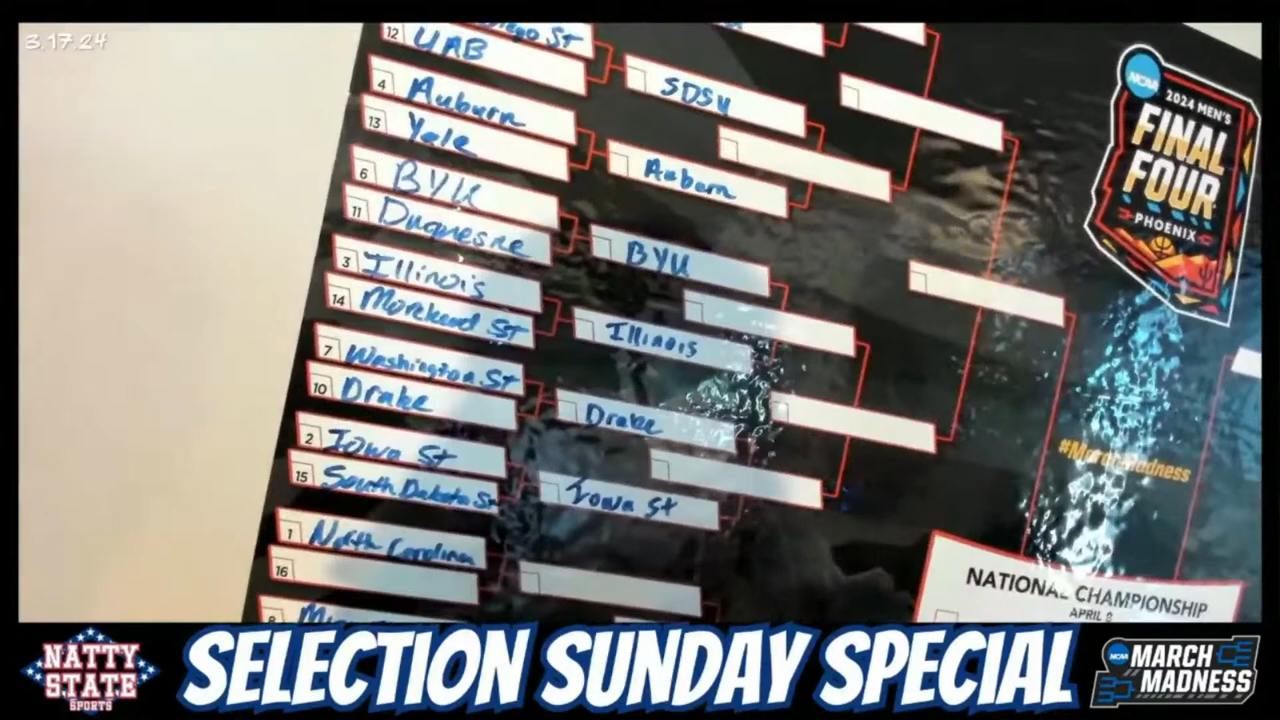 3.17.24
St
12 UAB
4 Auburn
13 Yale
6 BYU
11 Duquesne
3 Illinois
14 Morehead St
7 Washington St
10 Drake
2 Iowa St
15 South Dakota St
1 North Carolina
16
SDSU
Auburn
BYU
Illinois
Drake
Iowa St
NCAA
2024 MEN'S
FINAL
FOUR
PHOENIX
#MarchMadness
NATIONAL CHAMPIONSHIP
APRIL 8
NATTY
STATE
SPORTS
SELECTION SUNDAY SPECIAL
NCAA
MARCH
MADNESS